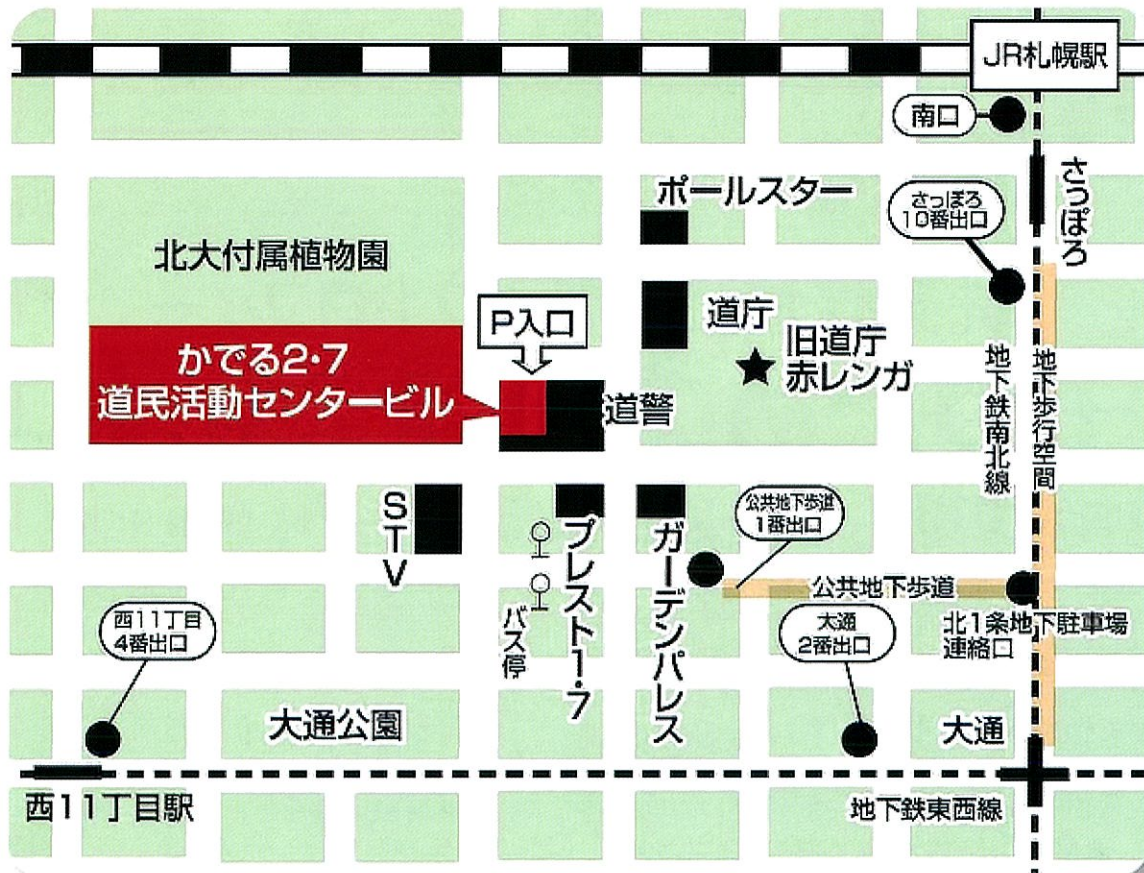 JR札幌駅
南口
さっぽろ
ポールスター
さっぽろ
10番出口
北大付属植物園
P入口
道庁
旧道庁
赤レンガ
かでる2・7
道民活動センタービル
道警
地下鉄南北線
地下歩行空間
STV
プレスト1・7
ガーデンパレス
公共地下歩道
1番出口
バス停
公共地下歩道
西11丁目
4番出口
大通
2番出口
北1条地下駐車場
連絡口
大通公園
大通
西11丁目駅
地下鉄東西線